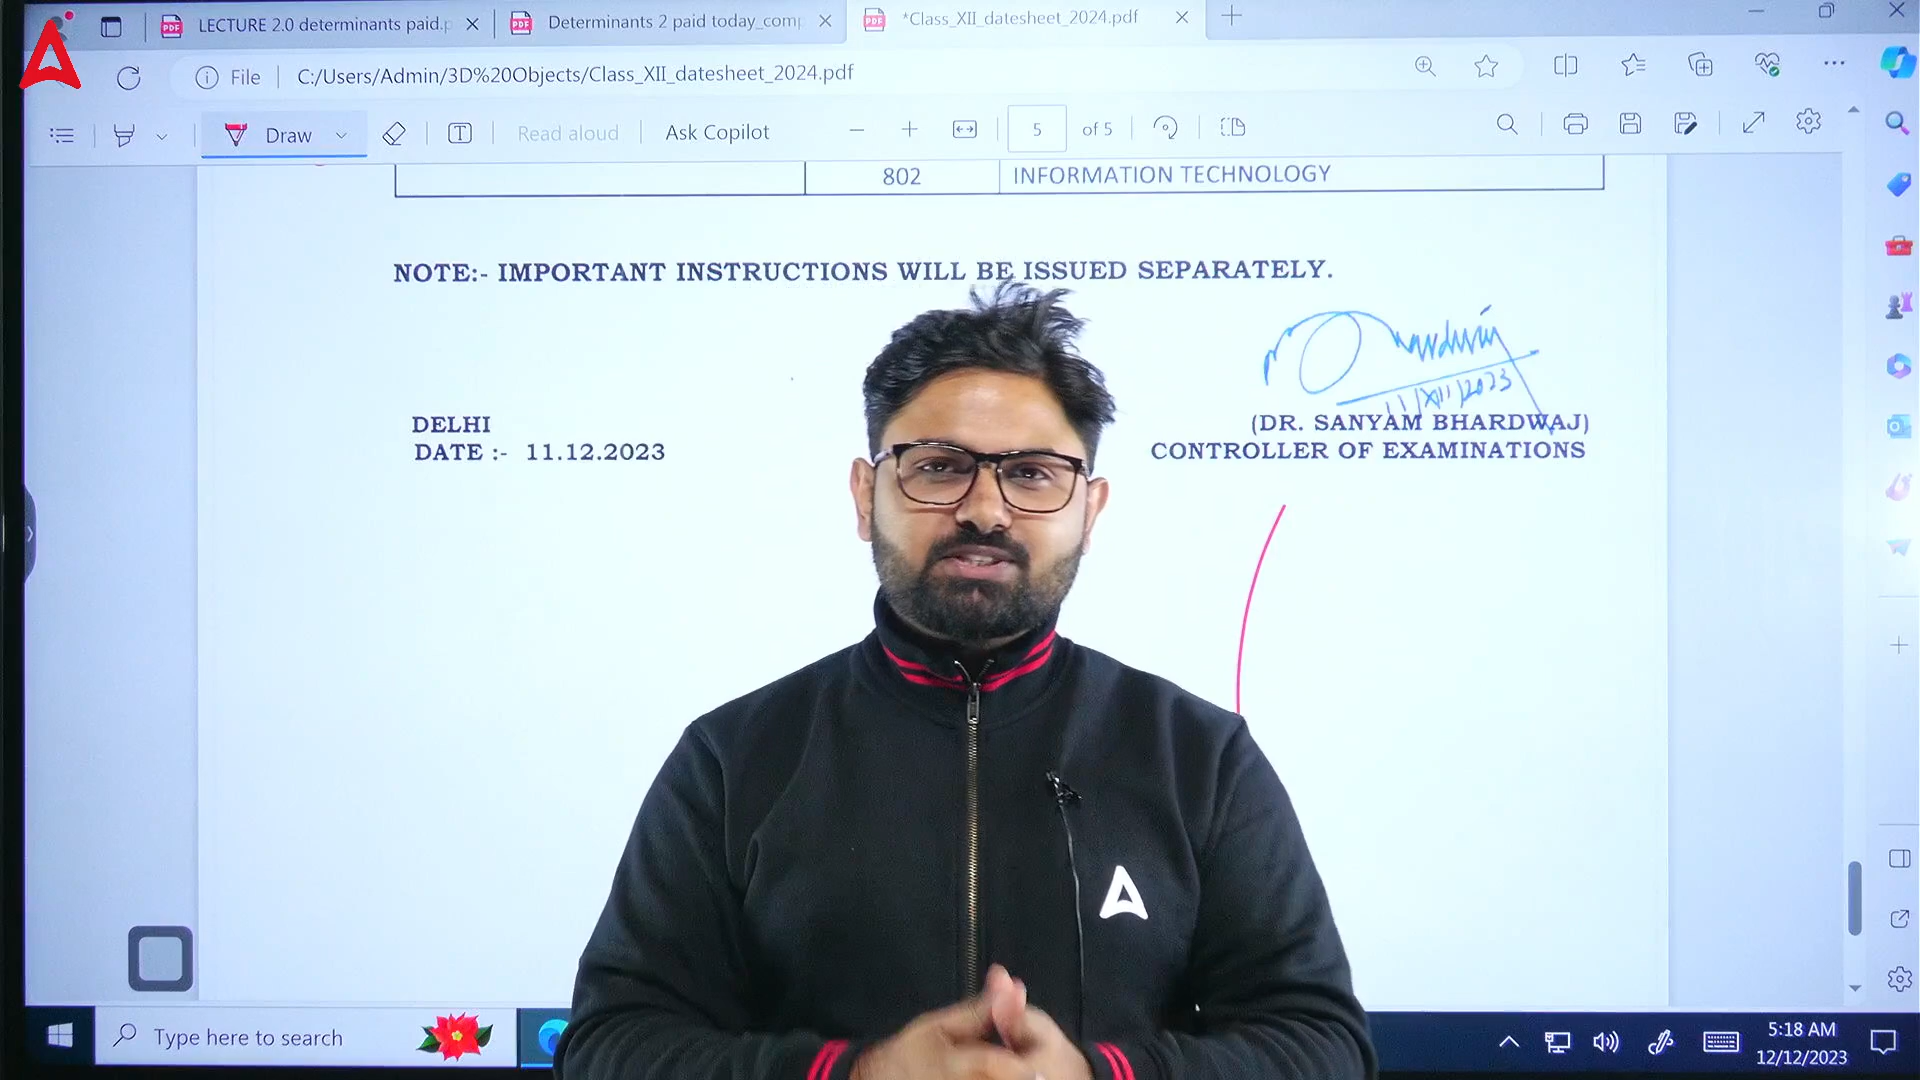 LECTURE 2.0 determinants paid.p
Determinants 2 paid today_comp
*Class_XII_datesheet_2024.pdf
File
C:/Users/Admin/3D%20Objects/Class_XII_datesheet_2024.pdf
Draw
Read aloud
Ask Copilot
5
of 5
802
INFORMATION TECHNOLOGY
NOTE:- IMPORTANT INSTRUCTIONS WILL BE ISSUED SEPARATELY.
11/XII/2023
DELHI
DATE :- 11.12.2023
(DR. SANYAM BHARDWAJ)
CONTROLLER OF EXAMINATIONS
Type here to search
5:18 AM
12/12/2023